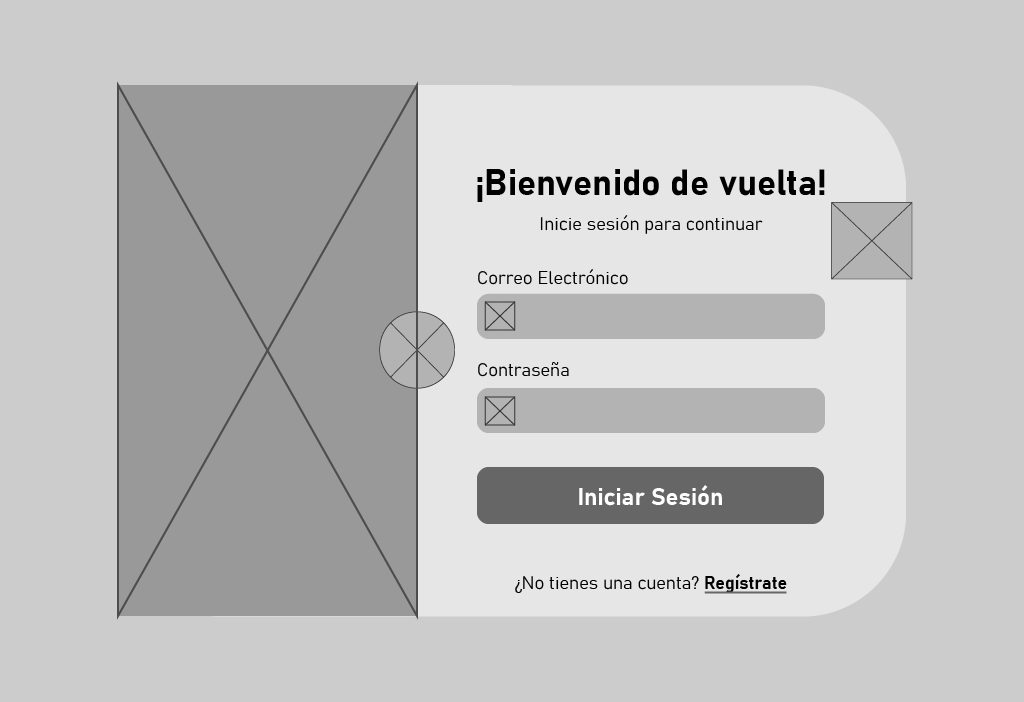 ¡Bienvenido de vuelta!
Inicie sesión para continuar
Correo Electrónico
Contraseña
Iniciar Sesión
¿No tienes una cuenta? Regístrate